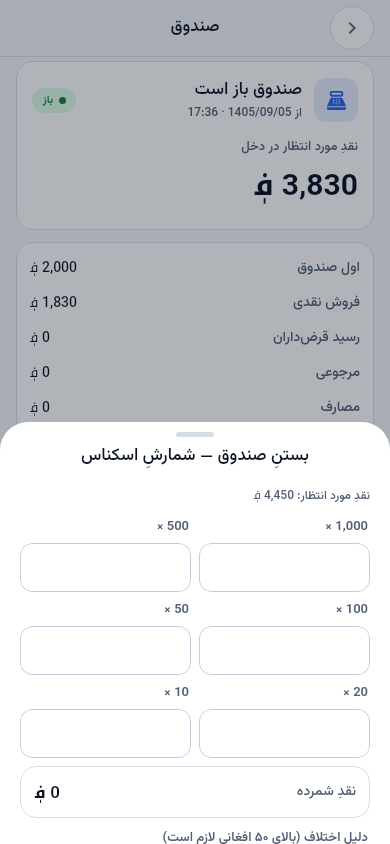 صندوق
صندوق باز است
باز
از 1405/09/05 · 17:36
نقدِ مورد انتظار در دخل
3,830 ؋
اول صندوق 2,000 ؋
فروش نقدی 1,830 ؋
رسید قرض‌داران 0 ؋
مرجوعی 0 ؋
مصارف 0 ؋
بستنِ صندوق — شمارشِ اسکناس
نقدِ مورد انتظار: 4,450 ؋
1,000 × 500 ×
100 × 50 ×
20 × 10 ×
نقدِ شمرده 0 ؋
دلیل اختلاف (بالای ۵۰ افغانی لازم است)